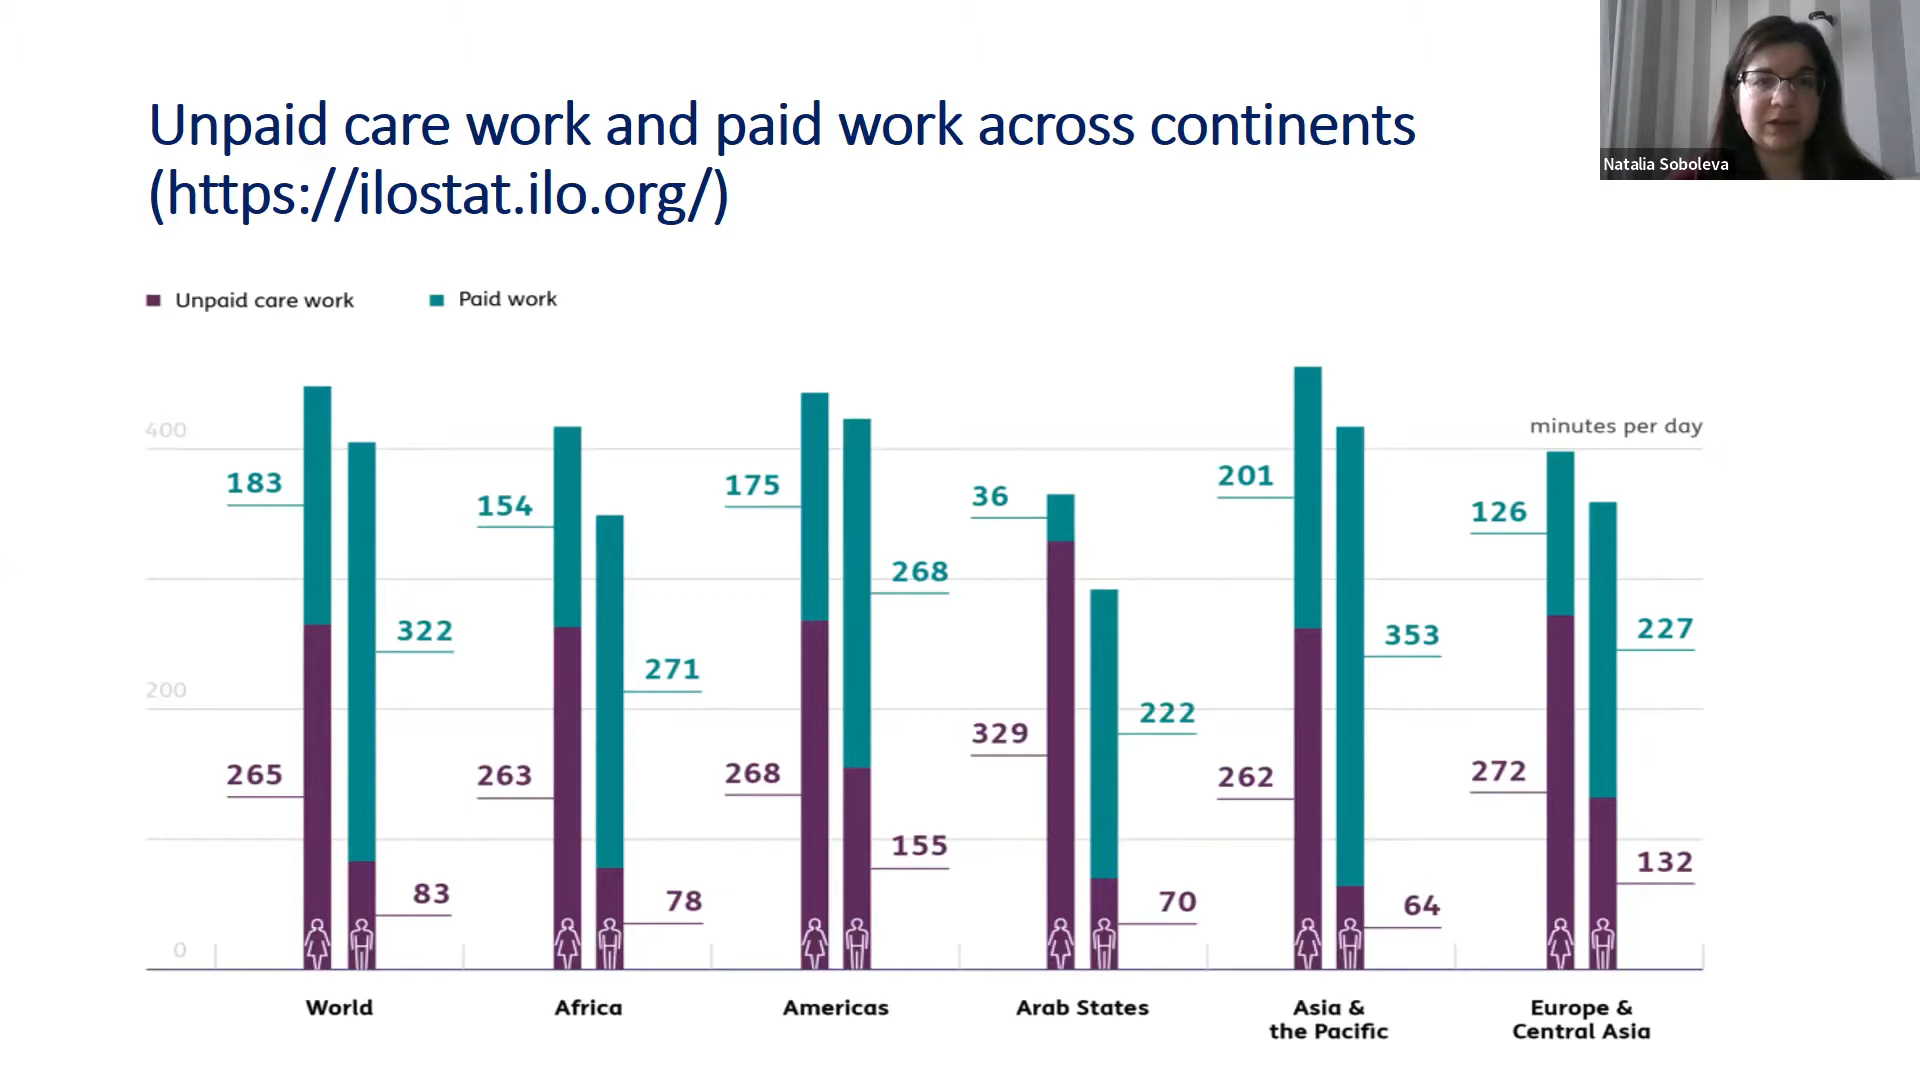 Unpaid care work and paid work across continents
(https://ilostat.ilo.org/)
Natalia Soboleva
Unpaid care work
Paid work
minutes per day
400
200
0
183
322
265
83
154
271
263
78
175
268
268
155
36
222
329
70
201
353
262
64
126
227
272
132
World
Africa
Americas
Arab States
Asia &
the Pacific
Europe &
Central Asia